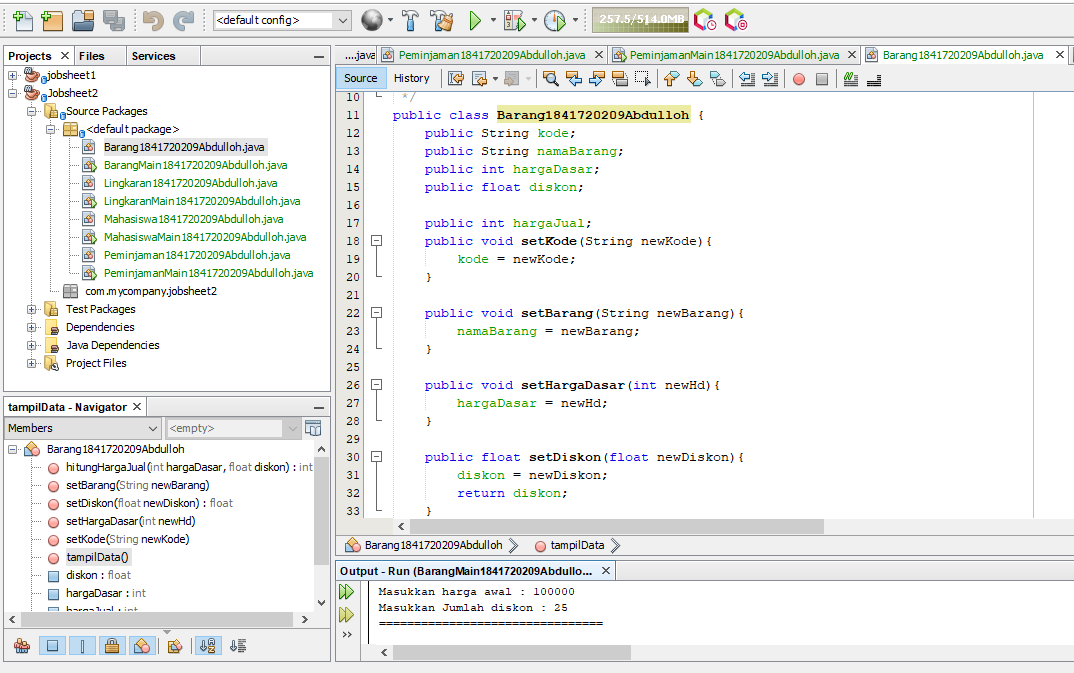 <default config>
257.5/514.0MB
Projects
Files
Services
jobsheet1
Jobsheet2
Source Packages
<default package>
Barang1841720209Abdulloh.java
BarangMain1841720209Abdulloh.java
Lingkaran1841720209Abdulloh.java
LingkaranMain1841720209Abdulloh.java
Mahasiswa1841720209Abdulloh.java
MahasiswaMain1841720209Abdulloh.java
Peminjaman1841720209Abdulloh.java
PeminjamanMain1841720209Abdulloh.java
com.mycompany.jobsheet2
Test Packages
Dependencies
Java Dependencies
Project Files
tampilData - Navigator
Members
<empty>
Barang1841720209Abdulloh
hitungHargaJual(int hargaDasar, float diskon) : int
setBarang(String newBarang)
setDiskon(float newDiskon) : float
setHargaDasar(int newHd)
setKode(String newKode)
tampilData()
diskon : float
hargaDasar : int
hargaJual : int
...java Peminjaman1841720209Abdulloh.java PeminjamanMain1841720209Abdulloh.java Barang1841720209Abdulloh.java
Source History
10 */
11 public class Barang1841720209Abdulloh {
12 public String kode;
13 public String namaBarang;
14 public int hargaDasar;
15 public float diskon;
16
17 public int hargaJual;
18 public void setKode(String newKode){
19 kode = newKode;
20 }
21
22 public void setBarang(String newBarang){
23 namaBarang = newBarang;
24 }
25
26 public void setHargaDasar(int newHd){
27 hargaDasar = newHd;
28 }
29
30 public float setDiskon(float newDiskon){
31 diskon = newDiskon;
32 return diskon;
33 }
Barang1841720209Abdulloh tampilData
Output - Run (BarangMain1841720209Abdullo...
Masukkan harga awal : 100000
Masukkan Jumlah diskon : 25
================================